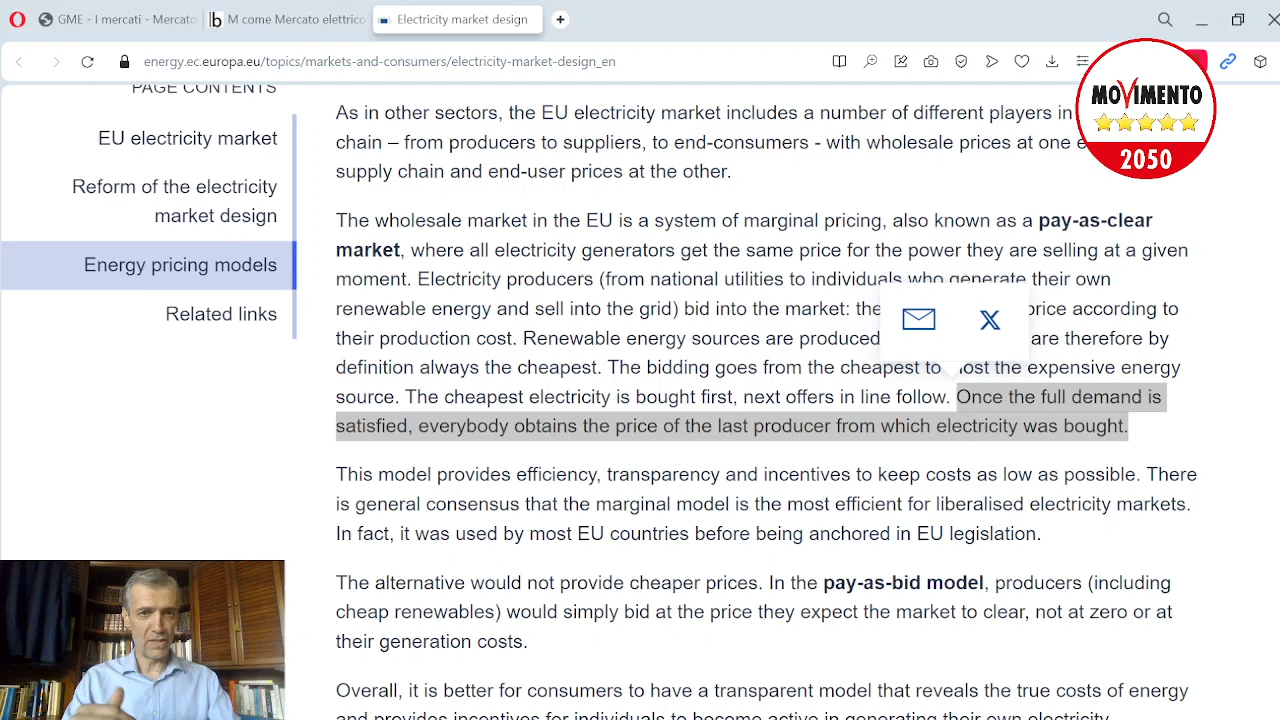 GME - I mercati - Mercato
M come Mercato elettrico
Electricity market design
energy.ec.europa.eu/topics/markets-and-consumers/electricity-market-design_en
MOVIMENTO
2050
PAGE CONTENTS
EU electricity market
Reform of the electricity
market design
Energy pricing models
Related links
As in other sectors, the EU electricity market includes a number of different players in
chain – from producers to suppliers, to end-consumers - with wholesale prices at one
supply chain and end-user prices at the other.
The wholesale market in the EU is a system of marginal pricing, also known as a pay-as-clear
market, where all electricity generators get the same price for the power they are selling at a given
moment. Electricity producers (from national utilities to individuals who generate their own
renewable energy and sell into the grid) bid into the market: the price according to
their production cost. Renewable energy sources are produced are therefore by
definition always the cheapest. The bidding goes from the cheapest to the expensive energy
source. The cheapest electricity is bought first, next offers in line follow. Once the full demand is
satisfied, everybody obtains the price of the last producer from which electricity was bought.
This model provides efficiency, transparency and incentives to keep costs as low as possible. There
is general consensus that the marginal model is the most efficient for liberalised electricity markets.
In fact, it was used by most EU countries before being anchored in EU legislation.
The alternative would not provide cheaper prices. In the pay-as-bid model, producers (including
cheap renewables) would simply bid at the price they expect the market to clear, not at zero or at
their generation costs.
Overall, it is better for consumers to have a transparent model that reveals the true costs of energy
and provides incentives for individuals to become active in generating their own electricity.